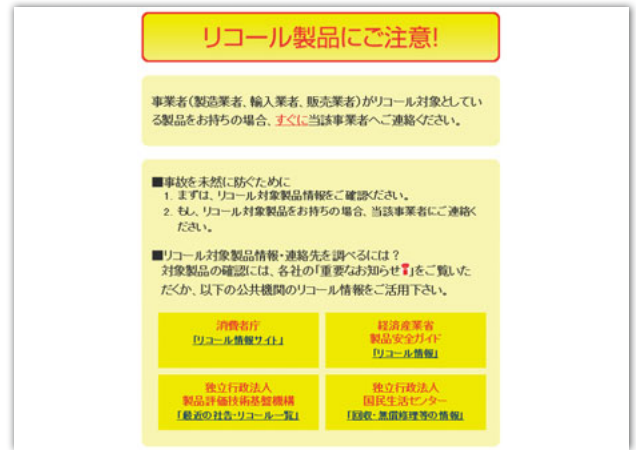 リコール製品にご注意!
事業者(製造業者、輸入業者、販売業者)がリコール対象としてい
る製品をお持ちの場合、すぐに当該事業者へご連絡ください。
■事故を未然に防ぐために
1. まずは、リコール対象製品情報をご確認ください。
2. もし、リコール対象製品をお持ちの場合、当該事業者にご連絡く
ださい。
■リコール対象製品情報・連絡先を調べるには？
対象製品の確認には、各社の「重要なお知らせ」をご覧いた
だくか、以下の公共機関のリコール情報をご活用下さい。
消費者庁
「リコール情報サイト」
経済産業省
製品安全ガイド
「リコール情報」
独立行政法人
製品評価技術基盤機構
「最近の社告・リコール一覧」
独立行政法人
国民生活センター
「回収・無償修理等の情報」